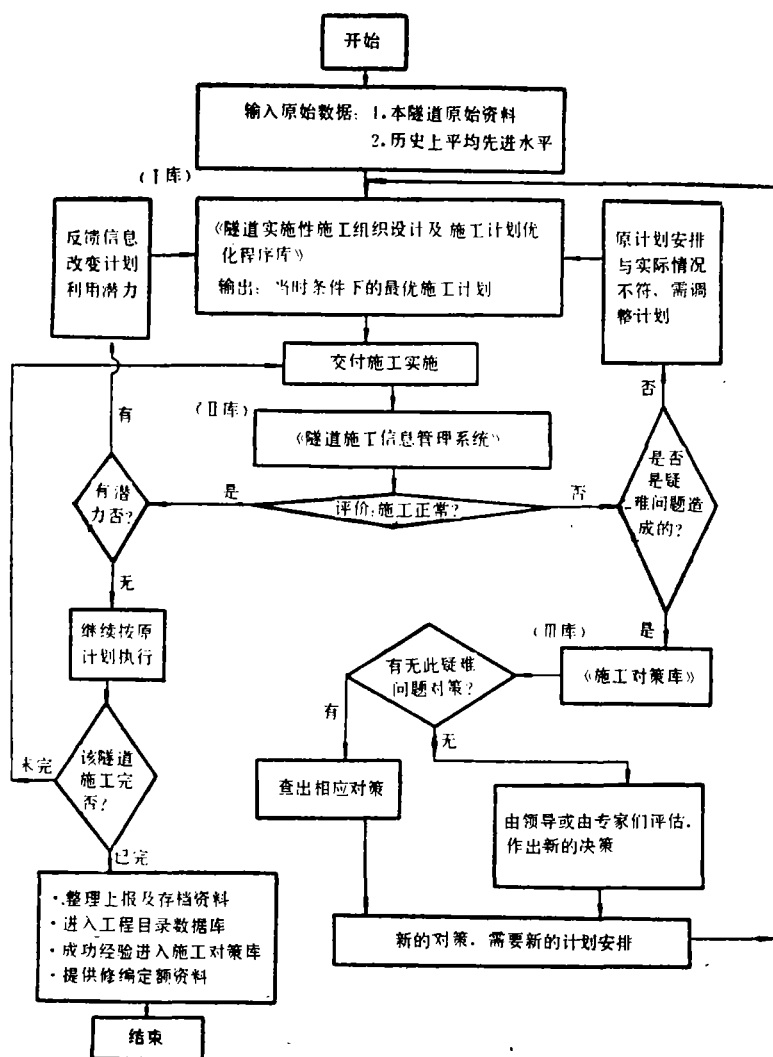 开始
输入原始数据：1.本隧道原始资料
2.历史上平均先进水平
（I库）
反馈信息
改变计划
利用潜力
《隧道实施性施工组织设计及施工计划优
化程序库》
输出：当时条件下的最优施工计划
原计划安排
与实际情况
不符、需调
整计划
交付施工实施
有
（II库）
《隧道施工信息管理系统》
否
有潜
力否?
是
评价：施工正常?
否
是否
是疑
难问题造
成的?
无
继续按原
计划执行
有无此疑难
问题对策?
（III库）
是
《施工对策库》
有
无
未完
该隧道
施工完
否?
查出相应对策
由领导或由专家们评估，
作出新的决策
已完
·整理上报及存档资料
·进入工程目录数据库
·成功经验进入施工对策库
·提供修编定额资料
新的对策、需要新的计划安排
结束